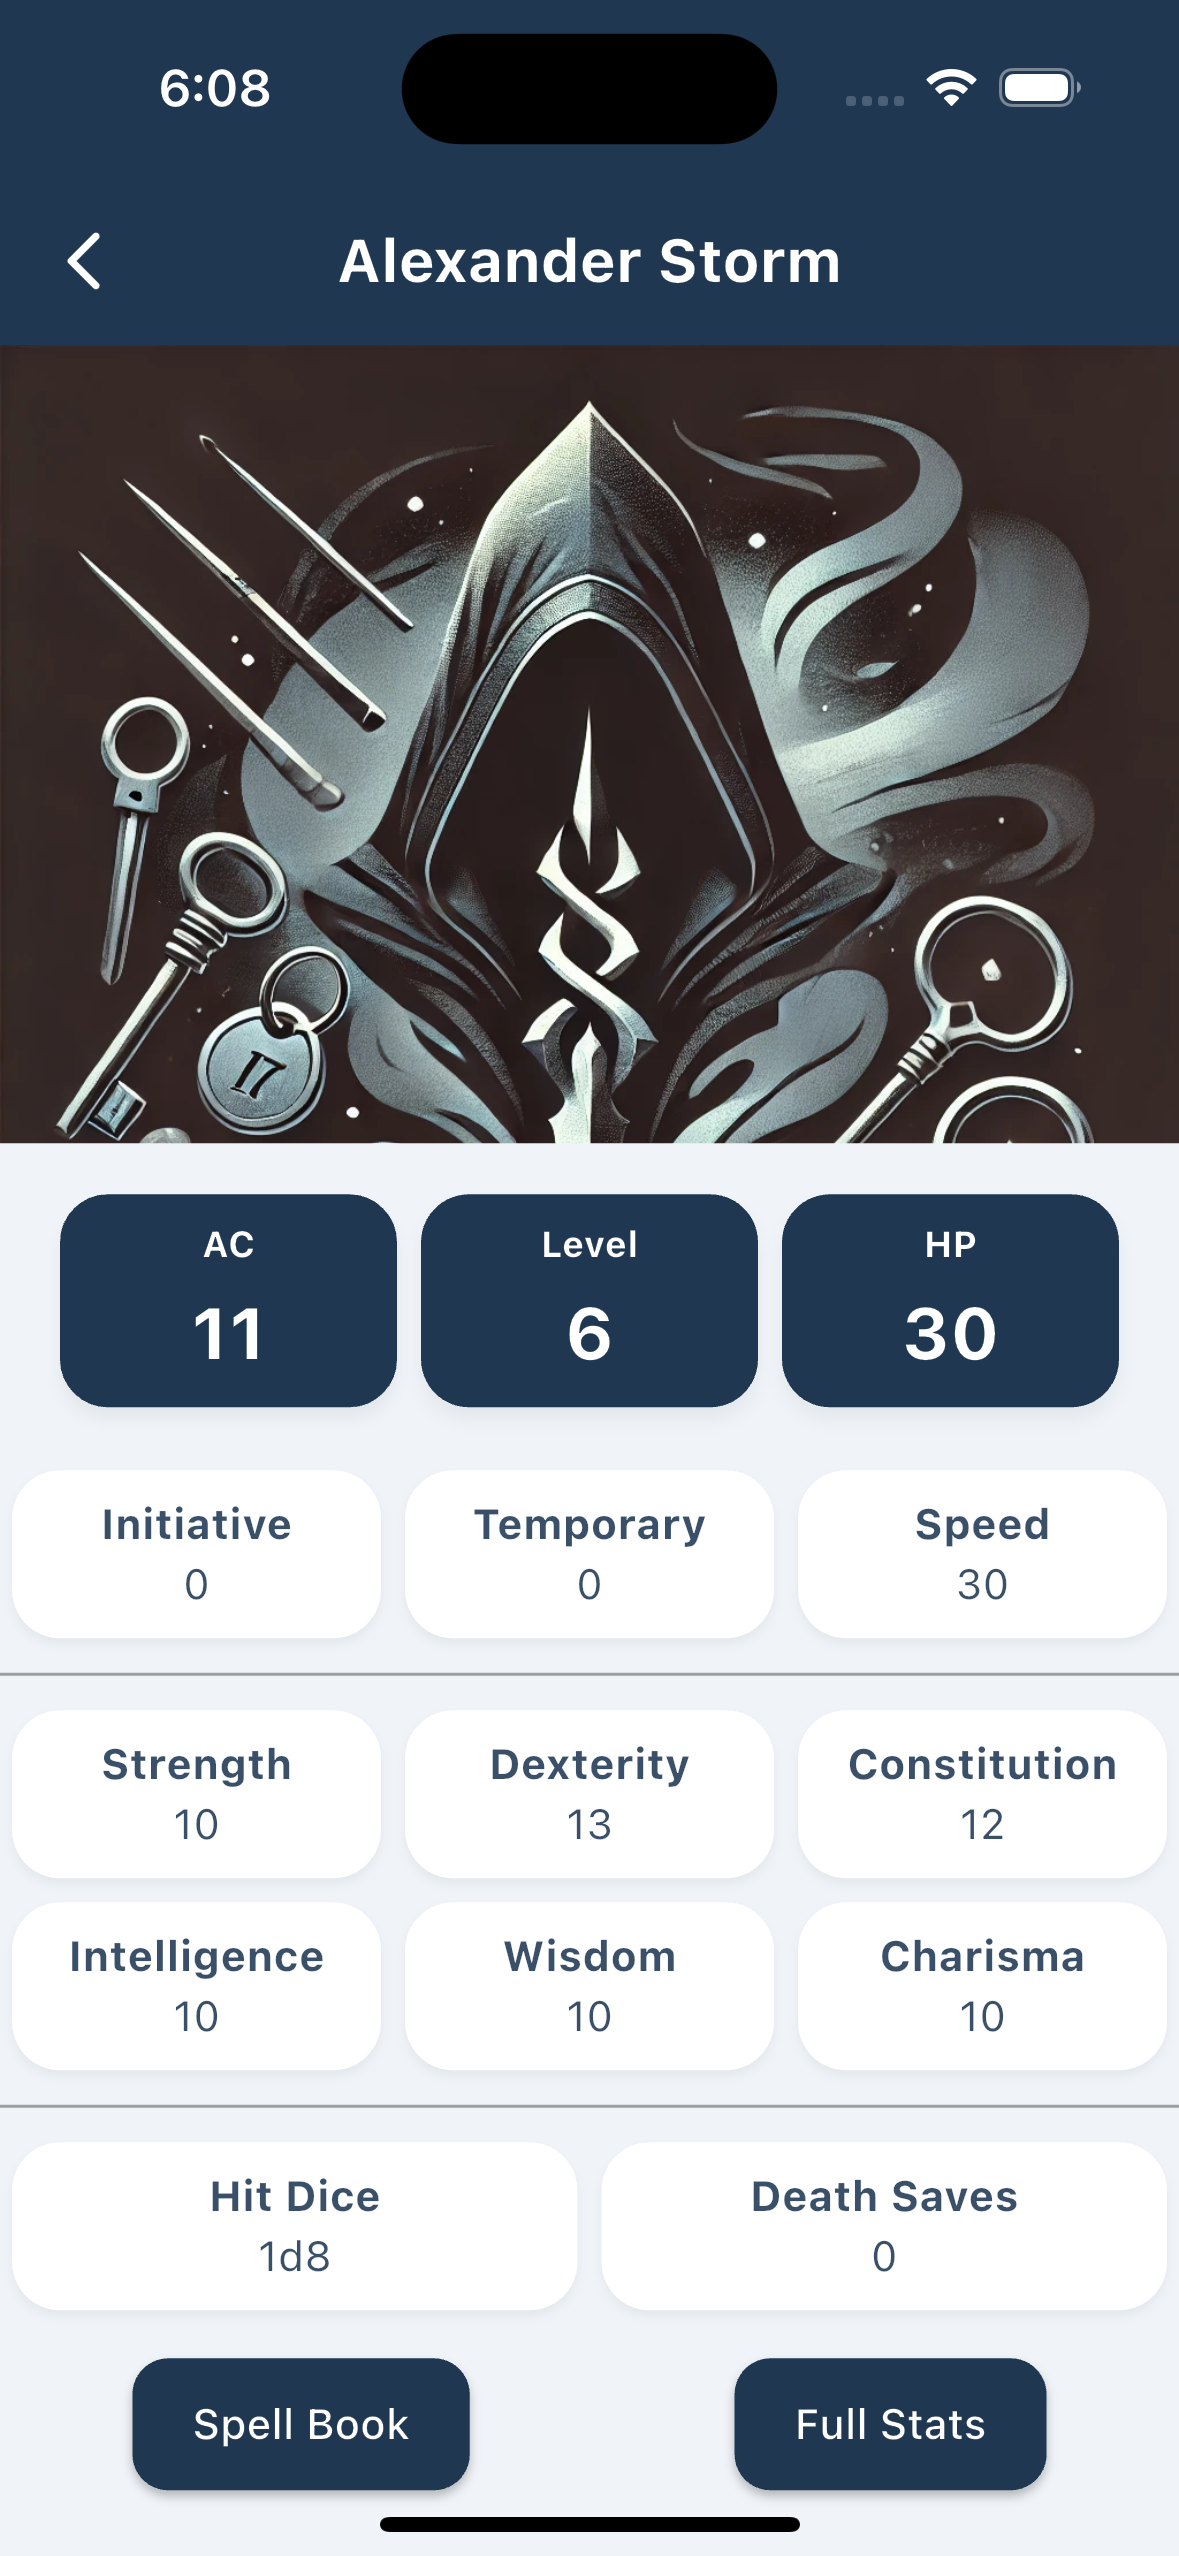 6:08
Alexander Storm
17
AC
11
Level
6
HP
30
Initiative
0
Temporary
0
Speed
30
Strength
10
Dexterity
13
Constitution
12
Intelligence
10
Wisdom
10
Charisma
10
Hit Dice
1d8
Death Saves
0
Spell Book
Full Stats